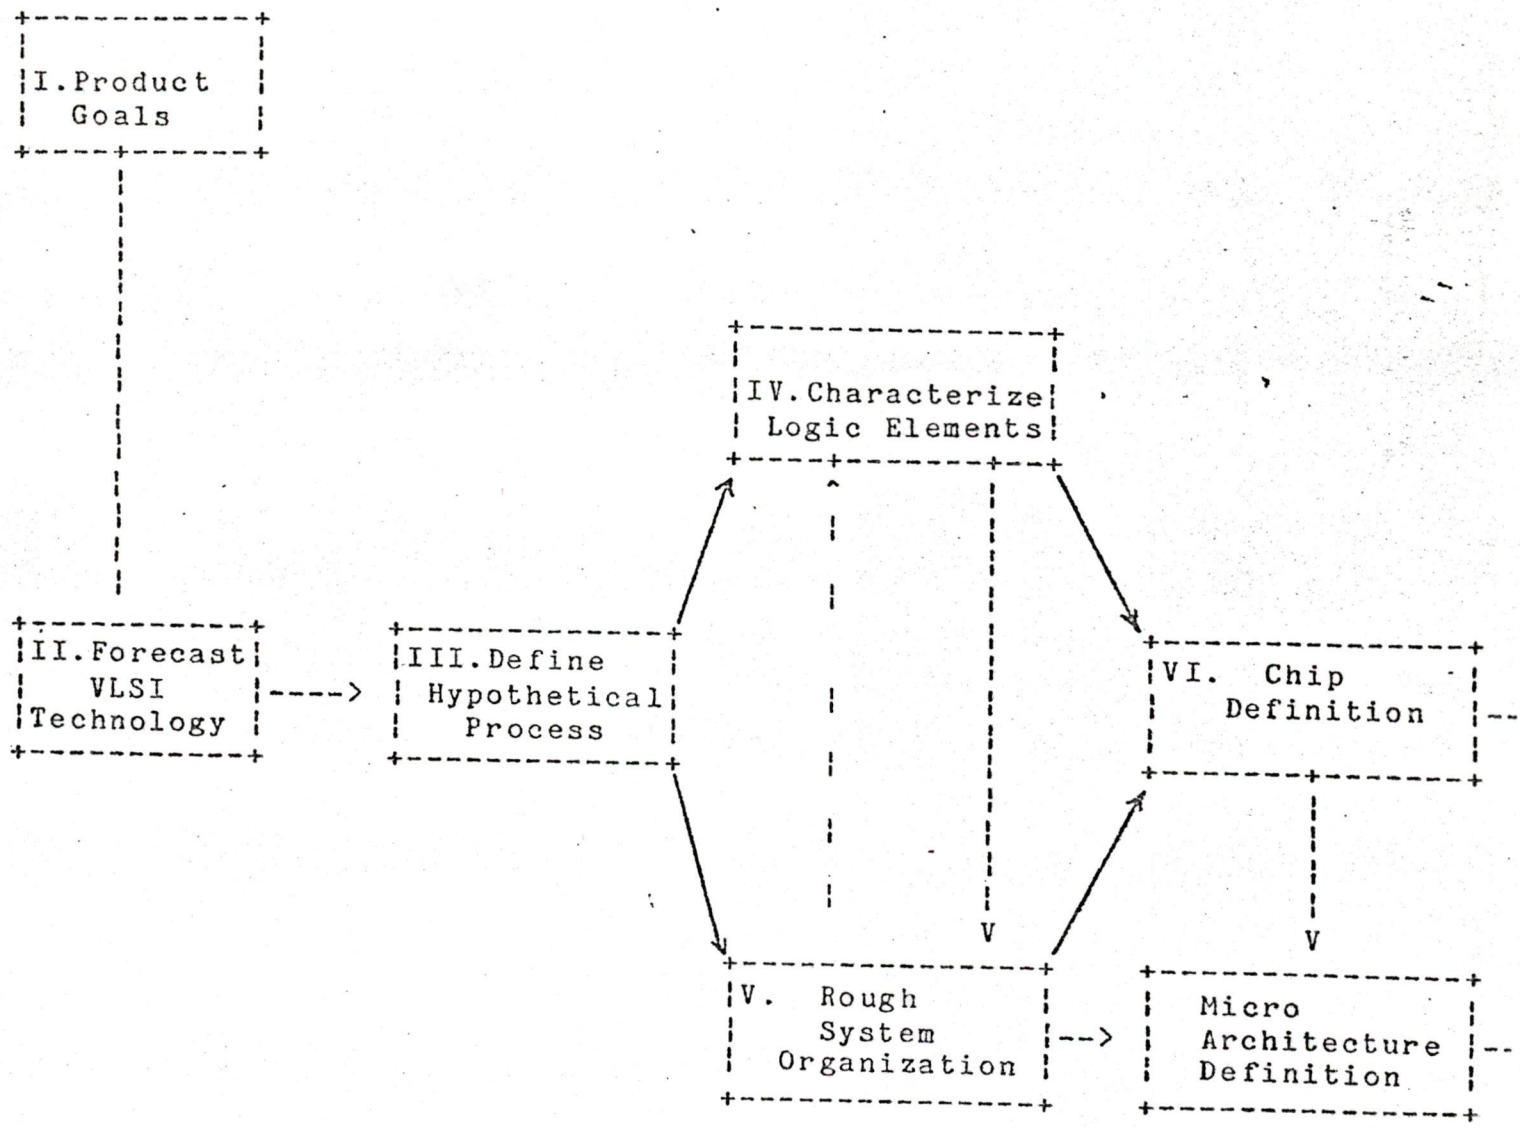 I.Product
Goals
IV.Characterize
Logic Elements
II.Forecast
VLSI
Technology
III.Define
Hypothetical
Process
VI. Chip
Definition
V. Rough
System
Organization
Micro
Architecture
Definition